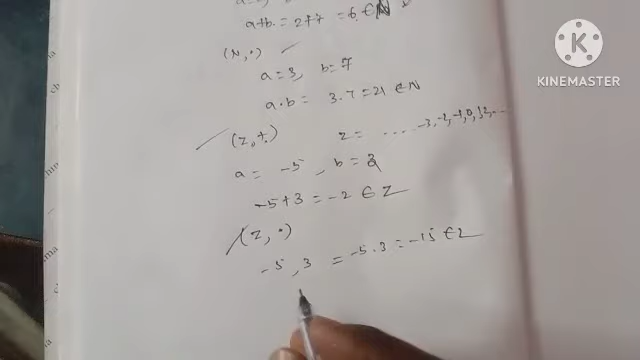 a+b. = 2+7 = 6 ∈ N
(N, •) ✓
a = 3, b = 7
a • b = 3.7 = 21 ∈ N
(Z, +) Z = .... -3, -2, -1, 0, 1, 2, ...
a = -5, b = 3
-5 + 3 = -2 ∈ Z
(Z, •)
-5, 3 = -5.3 = -15 ∈ Z
K
KINEMASTER